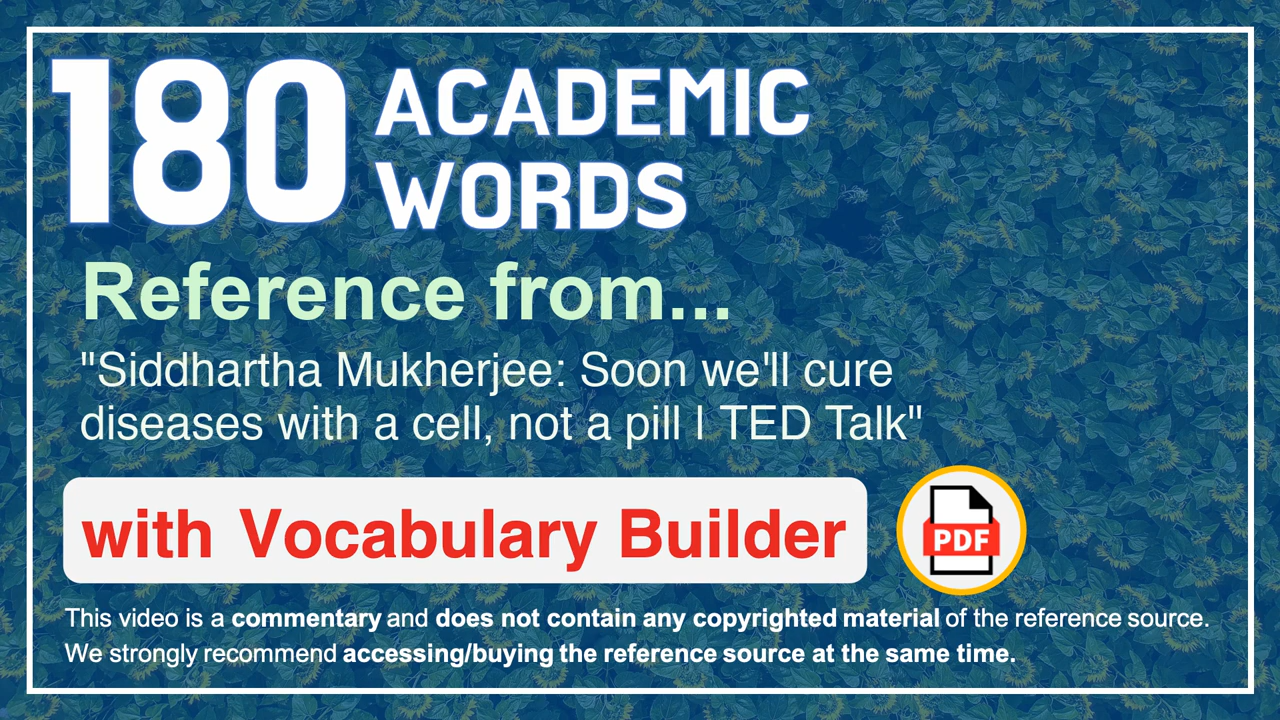 180 ACADEMIC
WORDS
Reference from...
"Siddhartha Mukherjee: Soon we'll cure
diseases with a cell, not a pill | TED Talk"
with Vocabulary Builder
PDF
This video is a commentary and does not contain any copyrighted material of the reference source.
We strongly recommend accessing/buying the reference source at the same time.